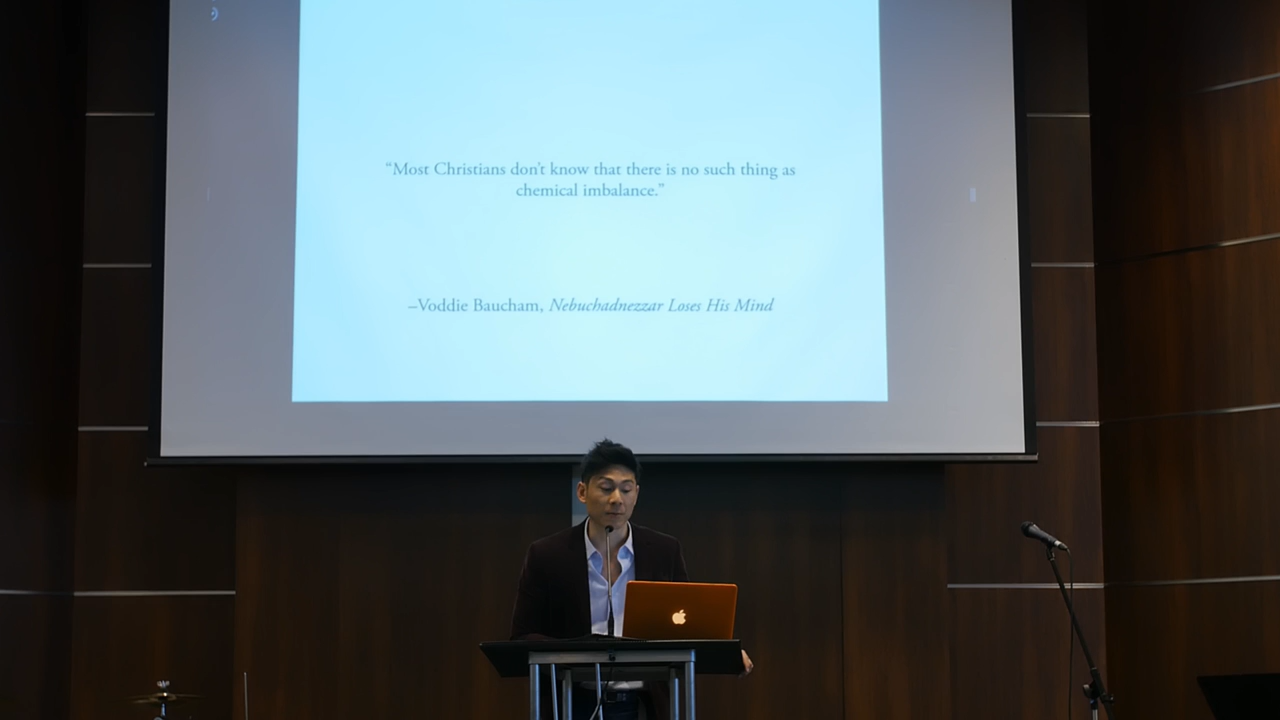 “Most Christians don’t know that there is no such thing as
chemical imbalance.”
–Voddie Baucham, Nebuchadnezzar Loses His Mind